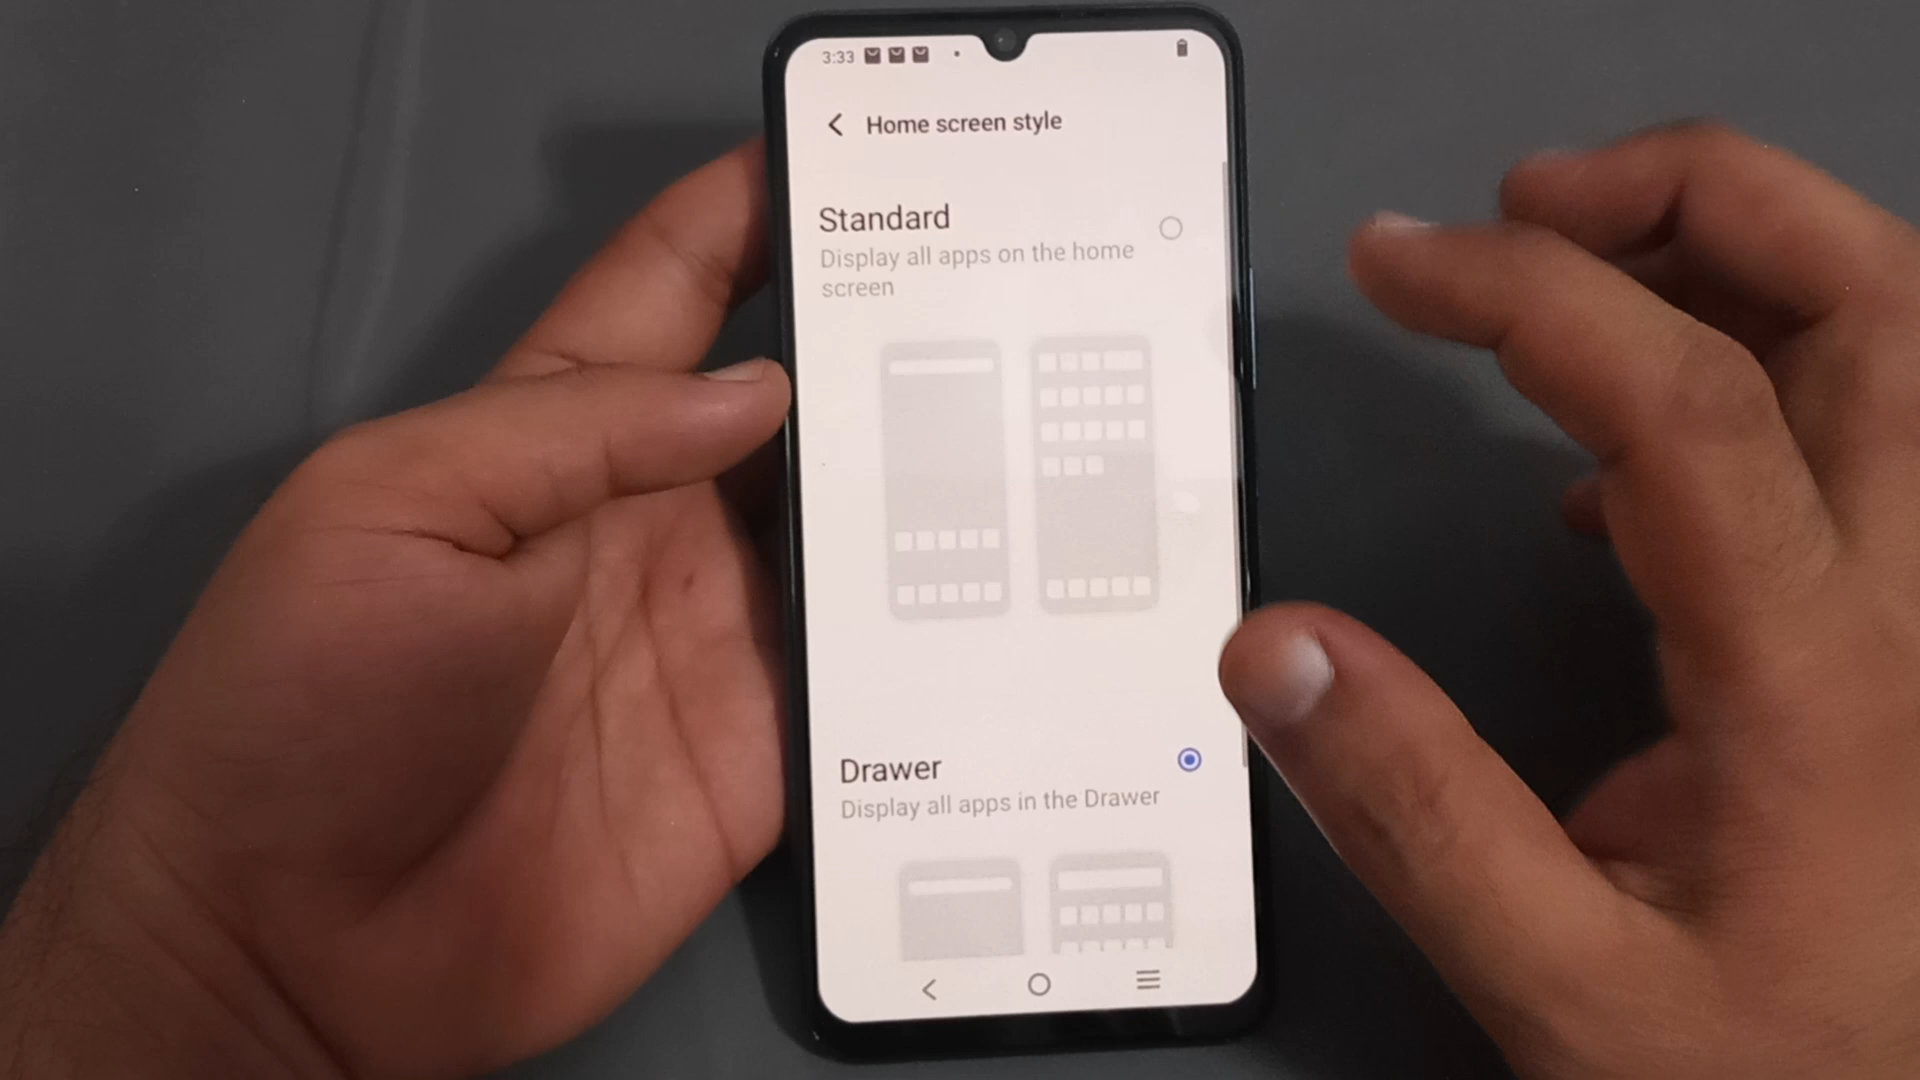 3:33
Home screen style
Standard
Display all apps on the home
screen
Drawer
Display all apps in the Drawer